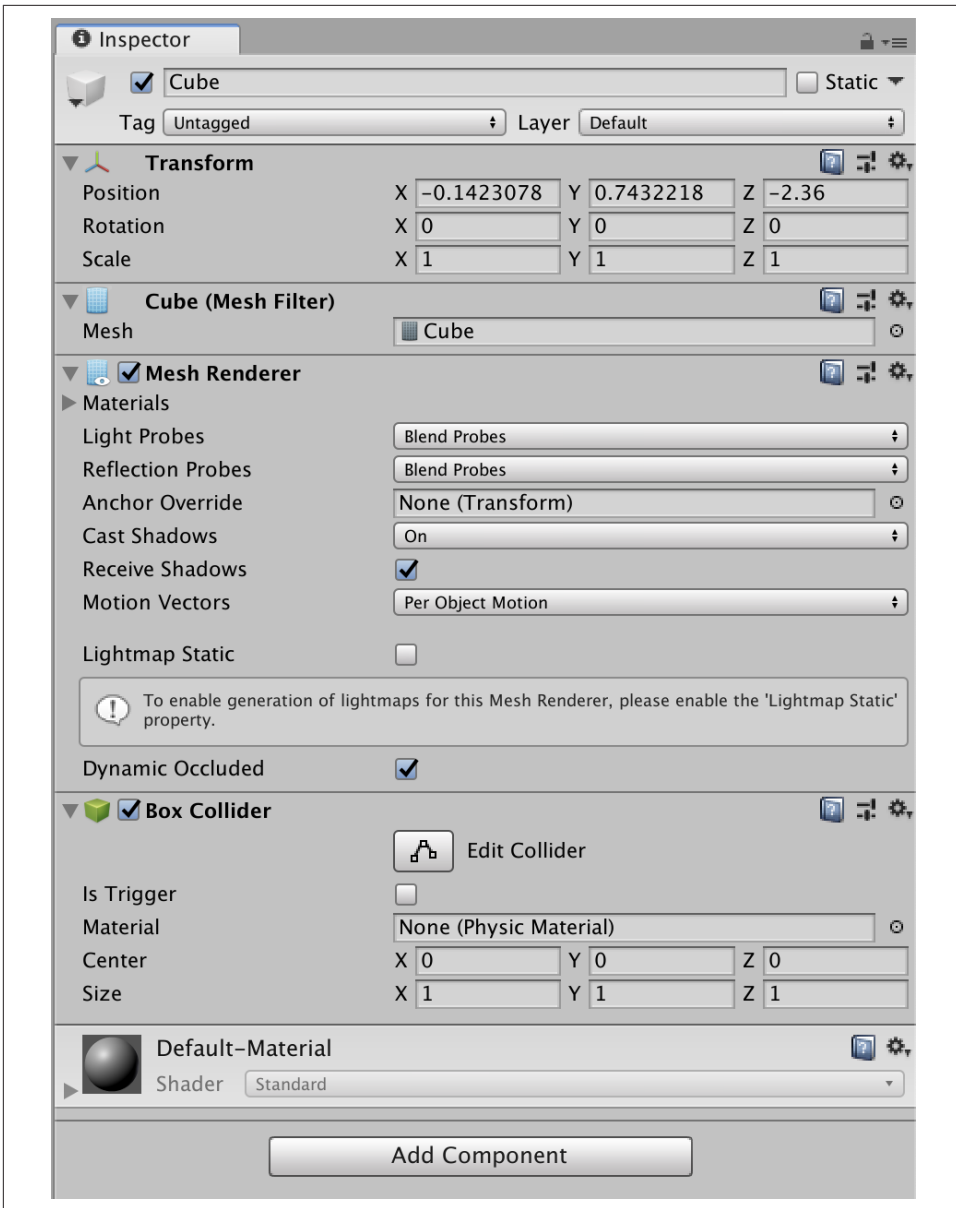 Inspector
Cube Static
Tag Untagged Layer Default
Transform
Position X -0.1423078 Y 0.7432218 Z -2.36
Rotation X 0 Y 0 Z 0
Scale X 1 Y 1 Z 1
Cube (Mesh Filter)
Mesh Cube
Mesh Renderer
Materials
Light Probes Blend Probes
Reflection Probes Blend Probes
Anchor Override None (Transform)
Cast Shadows On
Receive Shadows
Motion Vectors Per Object Motion
Lightmap Static
To enable generation of lightmaps for this Mesh Renderer, please enable the 'Lightmap Static'
property.
Dynamic Occluded
Box Collider
Edit Collider
Is Trigger
Material None (Physic Material)
Center X 0 Y 0 Z 0
Size X 1 Y 1 Z 1
Default-Material
Shader Standard
Add Component